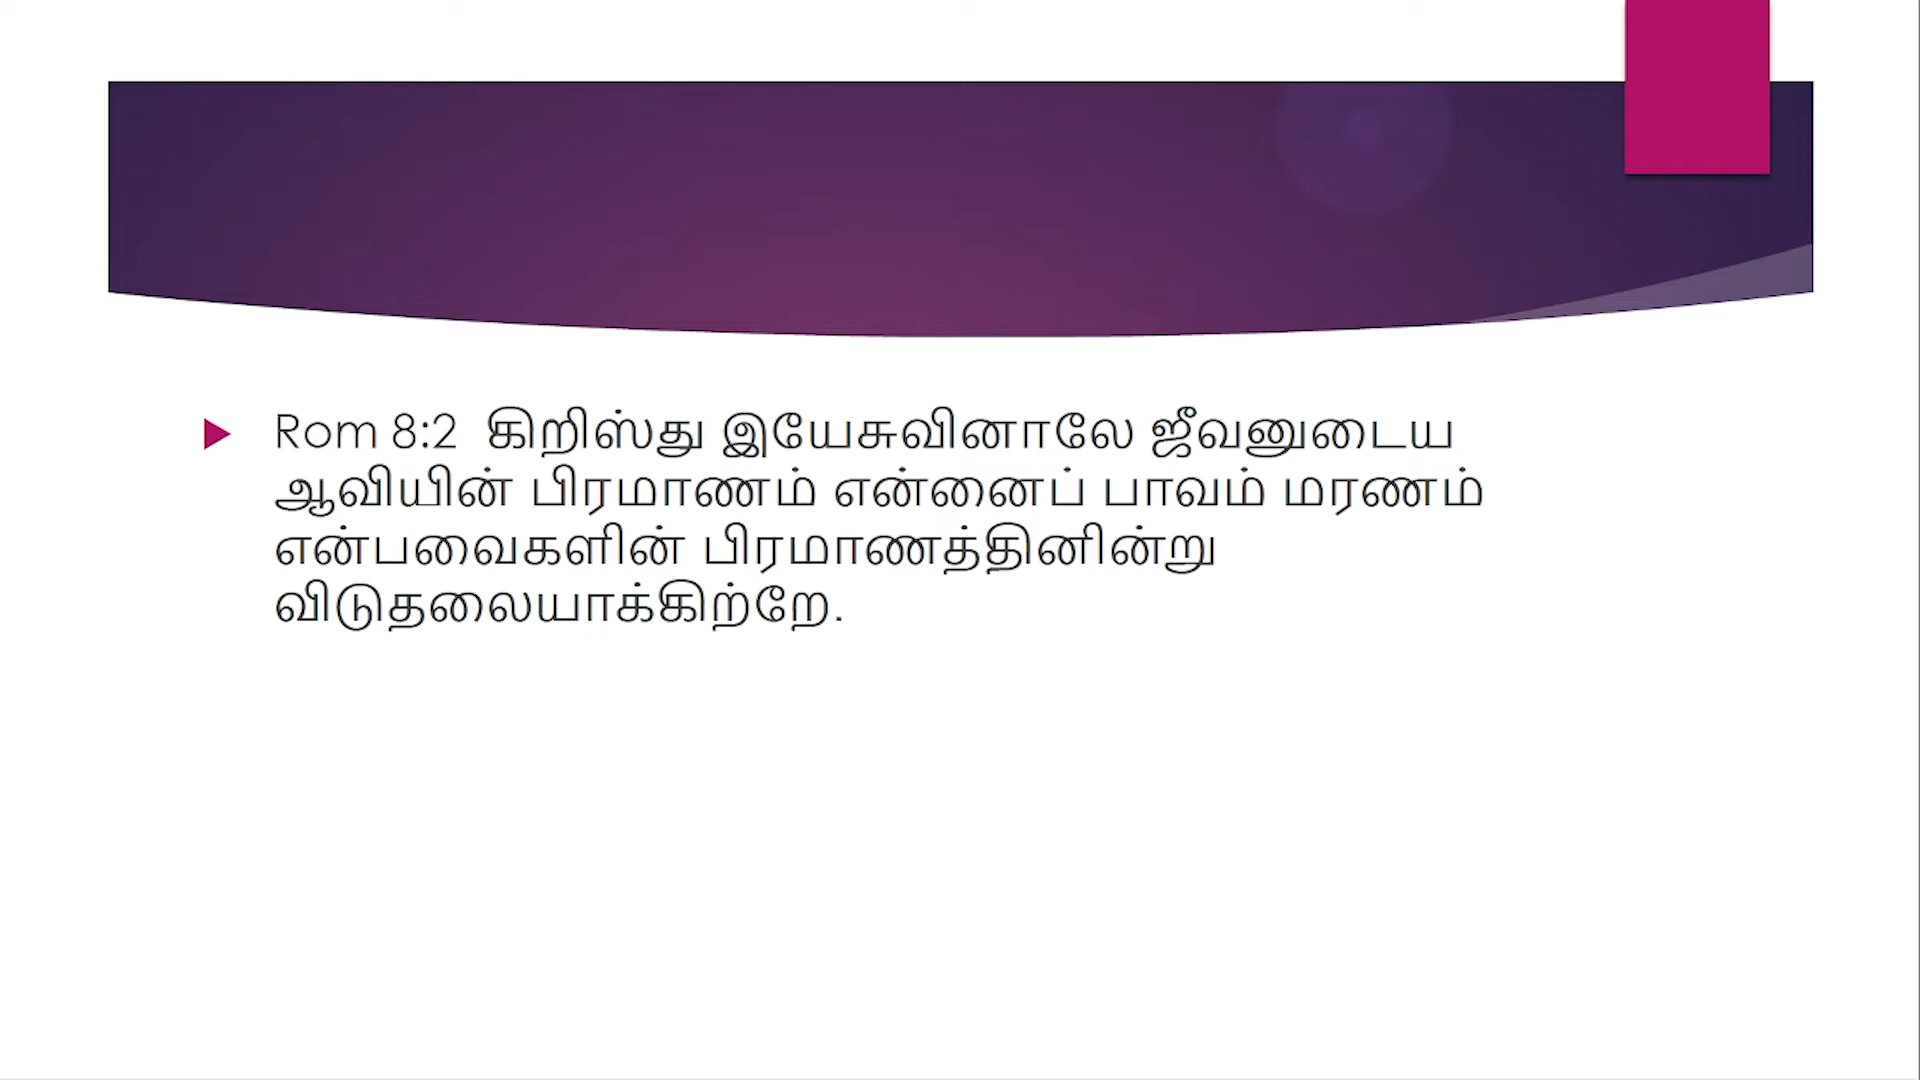 Rom 8:2 கிறிஸ்து இயேசுவினாலே ஜீவனுடைய
ஆவியின் பிரமாணம் என்னைப் பாவம் மரணம்
என்பவைகளின் பிரமாணத்தினின்று
விடுதலையாக்கிற்றே.